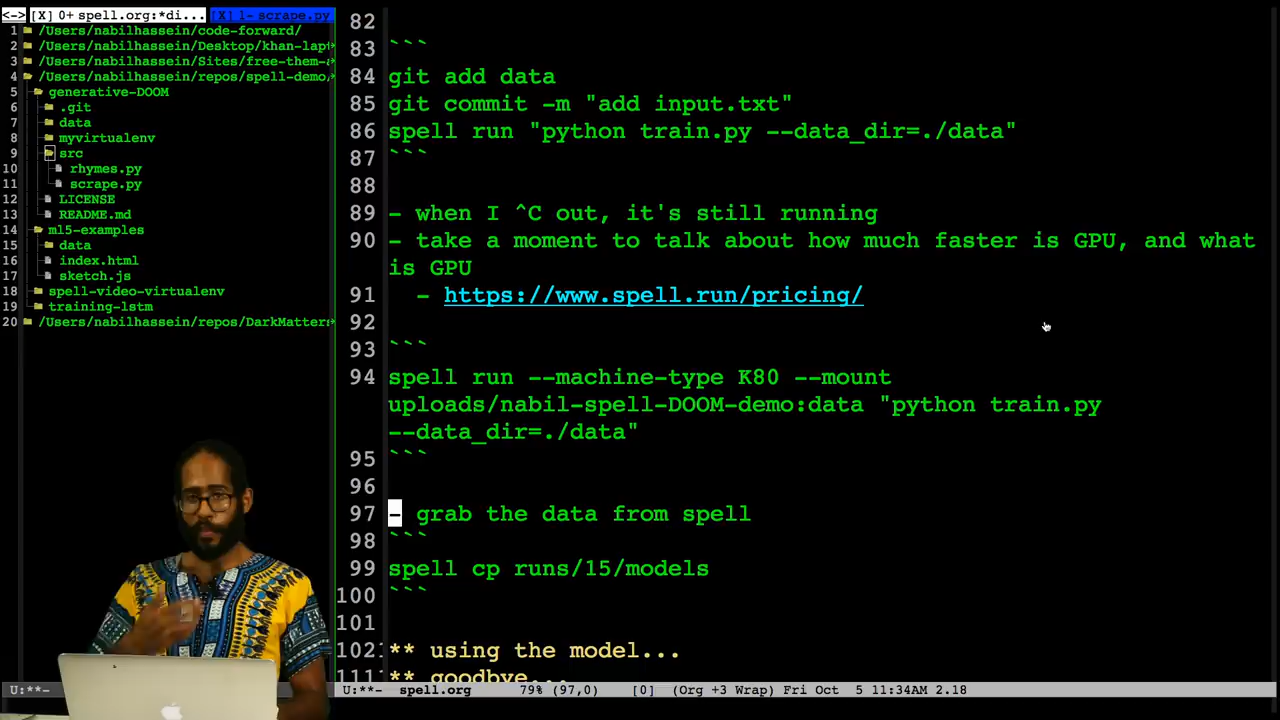 <-> [X] 0+ spell.org:*di... [X] 1- scrape.py
1 /Users/nabilhassein/code-forward/
2 /Users/nabilhassein/Desktop/khan-lapt
3 /Users/nabilhassein/Sites/free-them-a
4 /Users/nabilhassein/repos/spell-demo/
5 generative-DOOM
6 .git
7 data
8 myvirtualenv
9 src
10 rhymes.py
11 scrape.py
12 LICENSE
13 README.md
14 ml5-examples
15 data
16 index.html
17 sketch.js
18 spell-video-virtualenv
19 training-lstm
20 /Users/nabilhassein/repos/DarkMatters
U:**-
82
83 ```
84 git add data
85 git commit -m "add input.txt"
86 spell run "python train.py --data_dir=./data"
87 ```
88
89 - when I ^C out, it's still running
90 - take a moment to talk about how much faster is GPU, and what
is GPU
91 - https://www.spell.run/pricing/
92
93 ```
94 spell run --machine-type K80 --mount
uploads/nabil-spell-DOOM-demo:data "python train.py
--data_dir=./data"
95 ```
96
97 - grab the data from spell
98 ```
99 spell cp runs/15/models
100 ```
101
102 ** using the model...
111 ** goodbye...
U:**- spell.org 79% (97,0) [0] (Org +3 Wrap) Fri Oct 5 11:34AM 2.18